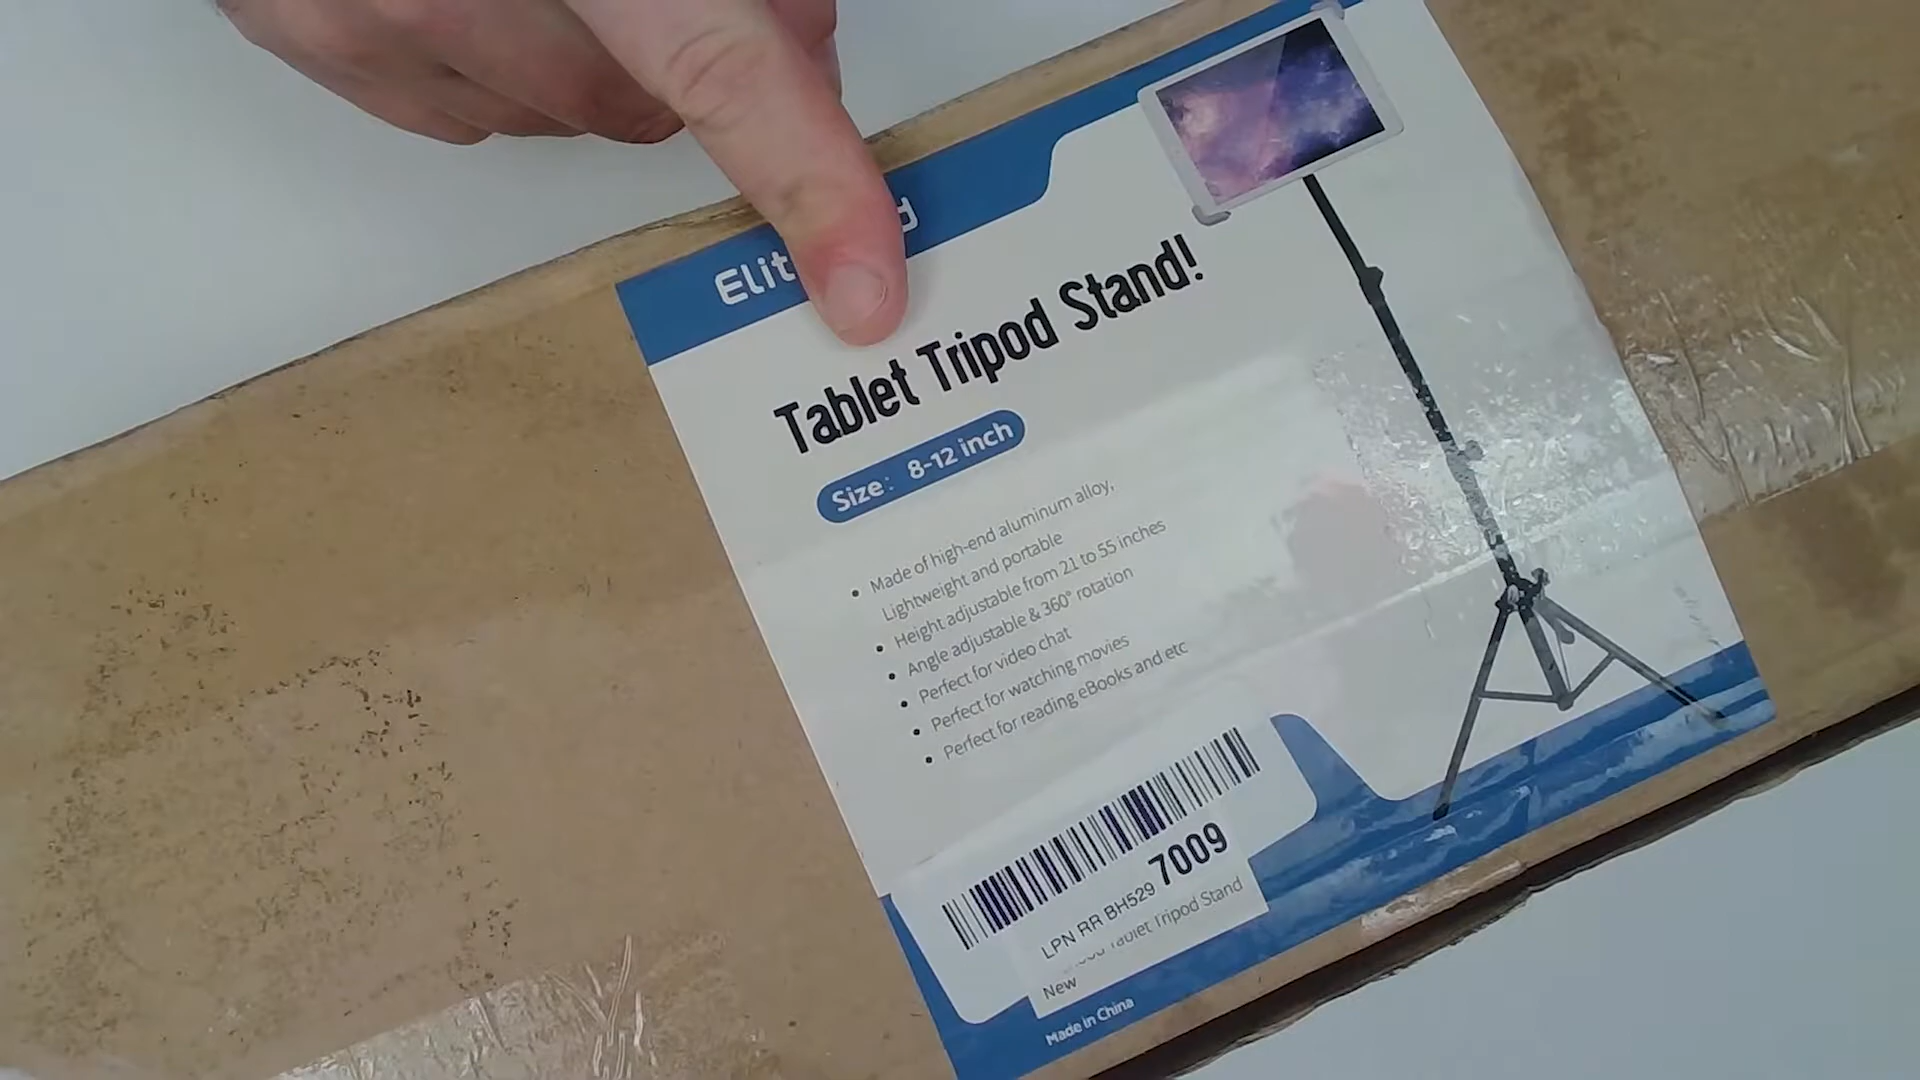 Tablet Tripod Stand!
Size: 8-12 inch
Made of high-end aluminum alloy,
Lightweight and portable
Height adjustable from 21 to 55 inches
Angle adjustable & 360° rotation
Perfect for video chat
Perfect for watching movies
Perfect for reading eBooks and etc
LPN RR BH529 7009
Tablet Tripod Stand
New
Made in China